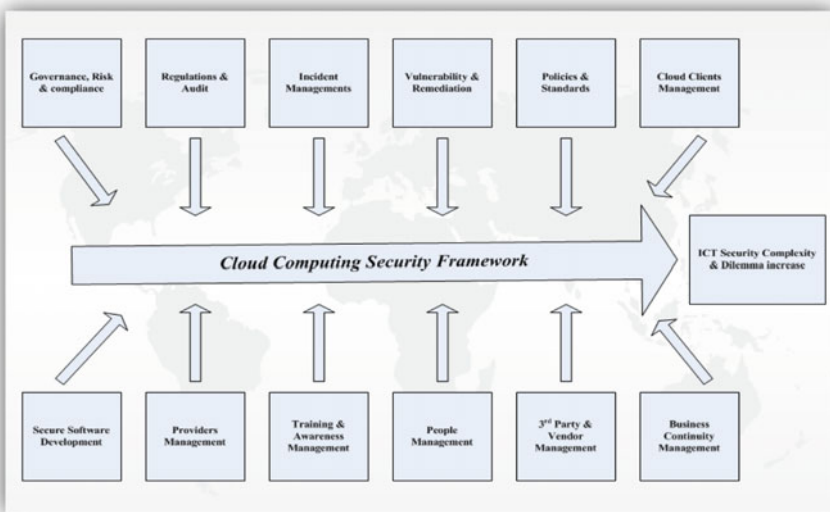 Governance, Risk
& compliance
Regulations &
Audit
Incident
Managements
Vulnerability &
Remediation
Policies &
Standards
Cloud Clients
Management
Cloud Computing Security Framework
ICT Security Complexity
& Dilemma increase
Secure Software
Development
Providers
Management
Training &
Awareness
Management
People
Management
3rd Party &
Vendor
Management
Business
Continuity
Management